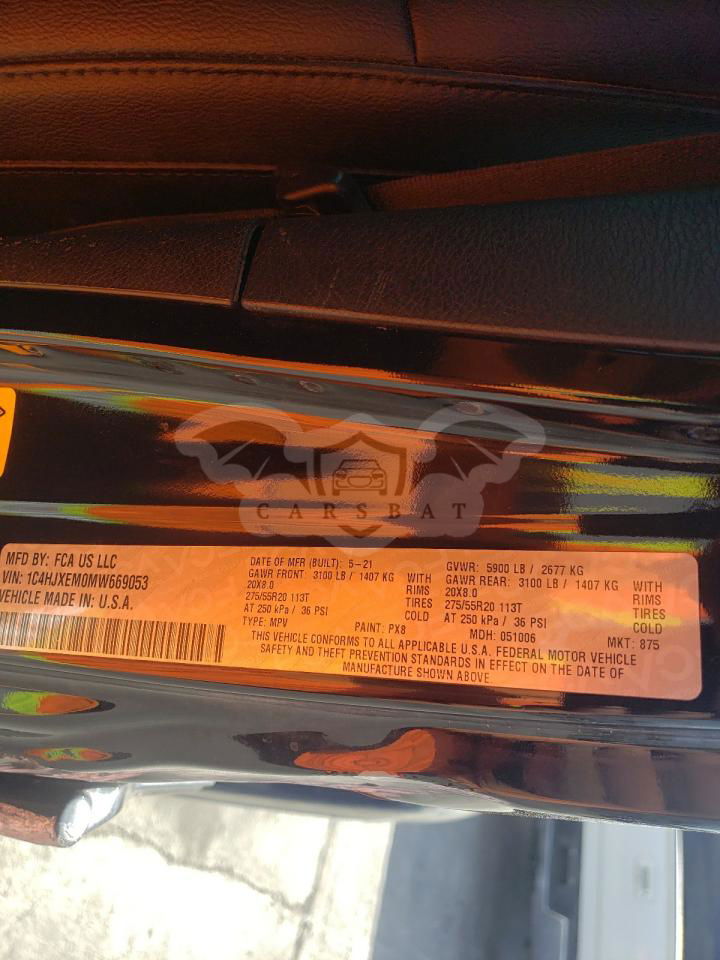 CARSBAT
MFD BY: FCA US LLC
VIN: 1C4HJXEM0MW669053
VEHICLE MADE IN: U.S.A.
DATE OF MFR (BUILT): 5-21
GAWR FRONT: 3100 LB / 1407 KG WITH
20X8.0 RIMS
275/55R20 113T TIRES
AT 250 kPa / 36 PSI COLD
TYPE: MPV PAINT: PX8
GVWR: 5900 LB / 2677 KG
GAWR REAR: 3100 LB / 1407 KG WITH
20X8.0 RIMS
275/55R20 113T TIRES
AT 250 kPa / 36 PSI COLD
MDH: 051006 MKT: 875
THIS VEHICLE CONFORMS TO ALL APPLICABLE U.S.A. FEDERAL MOTOR VEHICLE
SAFETY AND THEFT PREVENTION STANDARDS IN EFFECT ON THE DATE OF
MANUFACTURE SHOWN ABOVE.